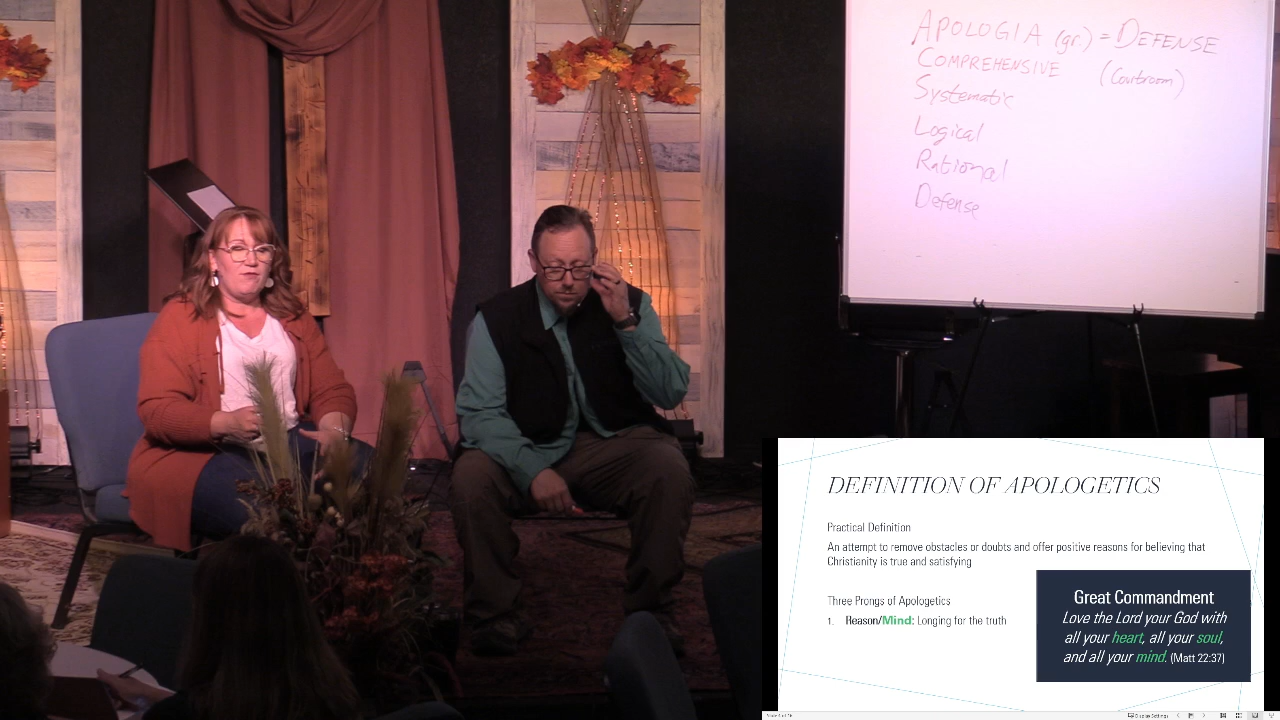 APOLOGIA (gr.) = DEFENSE
COMPREHENSIVE (Courtroom)
Systematic
Logical
Rational
Defense
DEFINITION OF APOLOGETICS
Practical Definition
An attempt to remove obstacles or doubts and offer positive reasons for believing that
Christianity is true and satisfying
Three Prongs of Apologetics
1. Reason/Mind: Longing for the truth
Great Commandment
Love the Lord your God with
all your heart, all your soul,
and all your mind. (Matt 22:37)
Display Settings